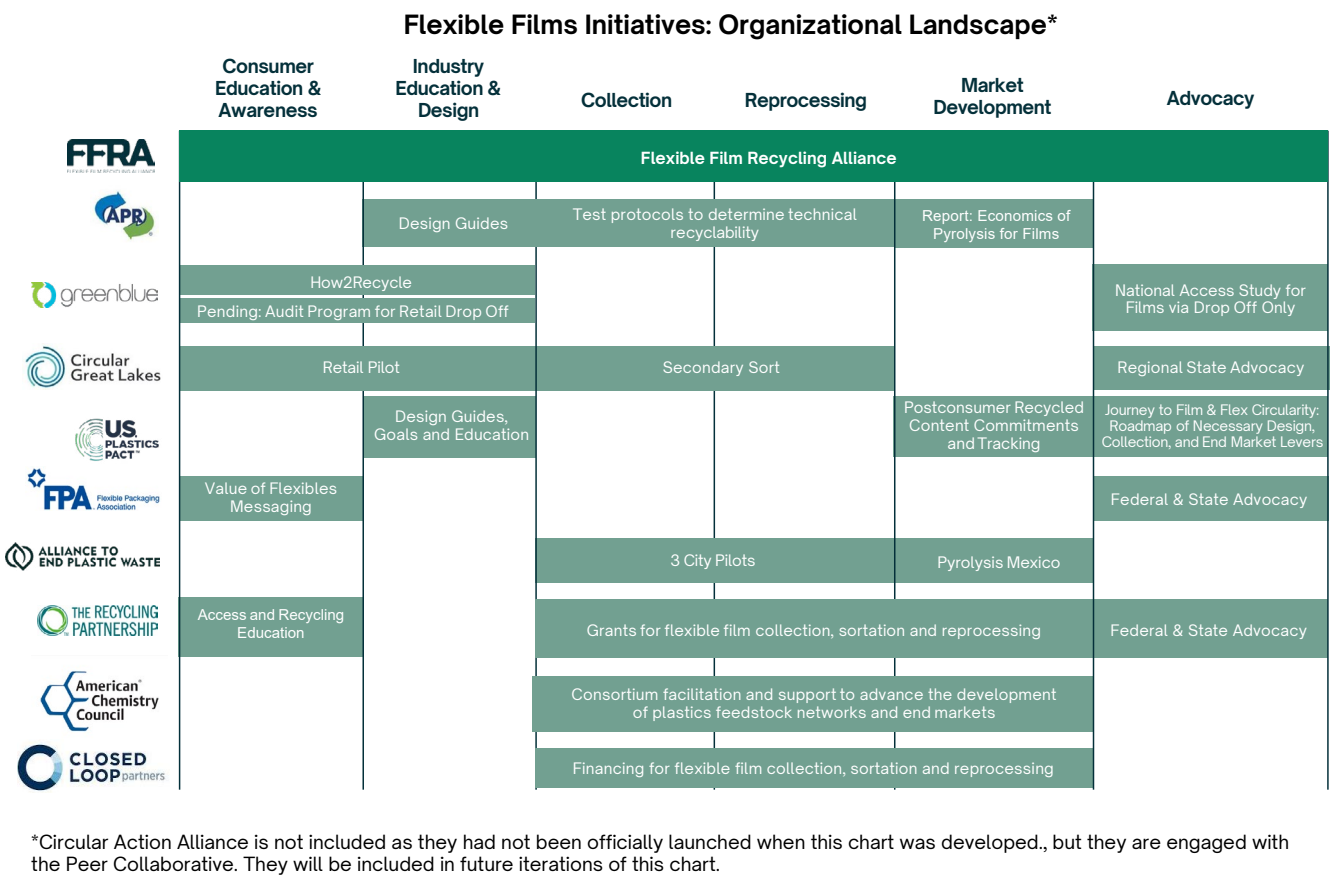 Flexible Films Initiatives: Organizational Landscape*
Consumer
Education &
Awareness
Industry
Education &
Design
Collection
Reprocessing
Market
Development
Advocacy
FFRA
FLEXIBLE FILM RECYCLING ALLIANCE
Flexible Film Recycling Alliance
APR
®
Design Guides
Test protocols to determine technical
recyclability
Report: Economics of
Pyrolysis for Films
greenblue
How2Recycle
Pending: Audit Program for Retail Drop Off
National Access Study for
Films via Drop Off Only
Circular
Great Lakes
Retail Pilot
Secondary Sort
Regional State Advocacy
U.S.
PLASTICS
PACT™
Design Guides,
Goals and Education
Postconsumer Recycled
Content Commitments
and Tracking
Journey to Film & Flex Circularity:
Roadmap of Necessary Design,
Collection, and End Market Levers
FPA
Flexible Packaging
Association
Value of Flexibles
Messaging
Federal & State Advocacy
ALLIANCE TO
END PLASTIC WASTE
3 City Pilots
Pyrolysis Mexico
THE RECYCLING
PARTNERSHIP
Access and Recycling
Education
Grants for flexible film collection, sortation and reprocessing
Federal & State Advocacy
American®
Chemistry
Council
Consortium facilitation and support to advance the development
of plastics feedstock networks and end markets
CLOSED
LOOP partners
Financing for flexible film collection, sortation and reprocessing
*Circular Action Alliance is not included as they had not been officially launched when this chart was developed., but they are engaged with
the Peer Collaborative. They will be included in future iterations of this chart.